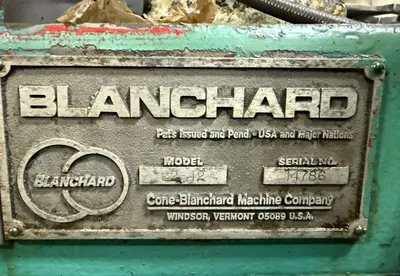 BLANCHARD
Pat's Issued and Pend. - USA and Major Nations
BLANCHARD
MODEL SERIAL NO.
14786
Cone-Blanchard Machine Company
WINDSOR, VERMONT 05089 U.S.A.